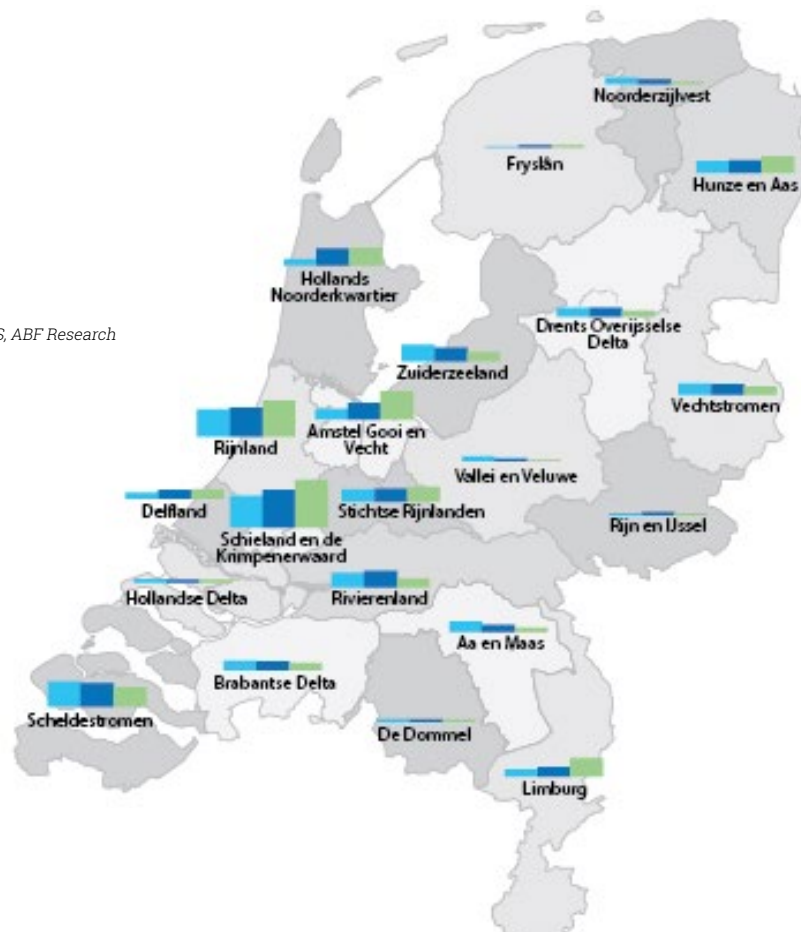 Noorderzijlvest
Fryslân
Hunze en Aas
Hollands
Noorderkwartier
S, ABF Research
Drents Overijsselse
Delta
Zuiderzeeland
Vechtstromen
Rijnland
Amstel Gooi en
Vecht
Vallei en Veluwe
Delfland
Stichtse Rijnlanden
Rijn en IJssel
Schieland en de
Krimpenerwaard
Hollandse Delta
Rivierenland
Aa en Maas
Brabantse Delta
Scheldestromen
De Dommel
Limburg